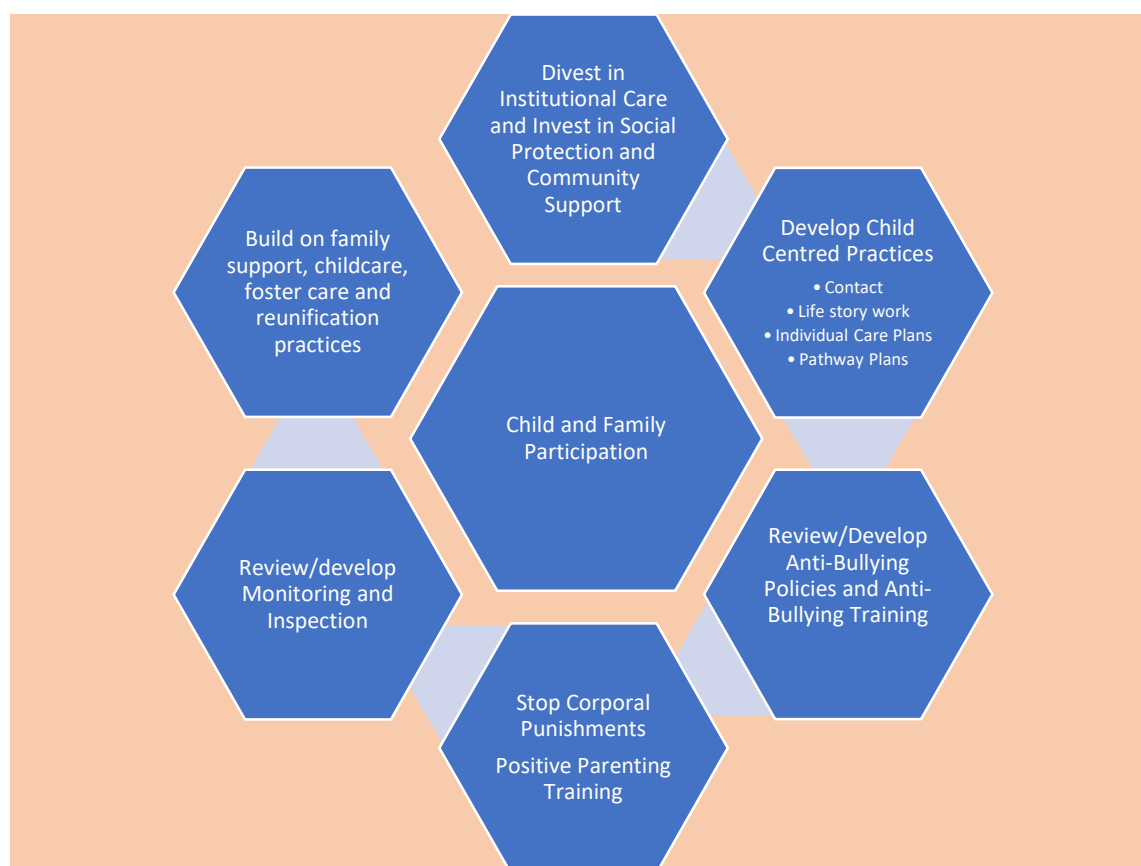 Divest in
Institutional Care
and Invest in Social
Protection and
Community
Support
Develop Child
Centred Practices
• Contact
• Life story work
• Individual Care Plans
• Pathway Plans
Build on family
support, childcare,
foster care and
reunification
practices
Child and Family
Participation
Review/Develop
Anti-Bullying
Policies and Anti-
Bullying Training
Review/develop
Monitoring and
Inspection
Stop Corporal
Punishments
Positive Parenting
Training